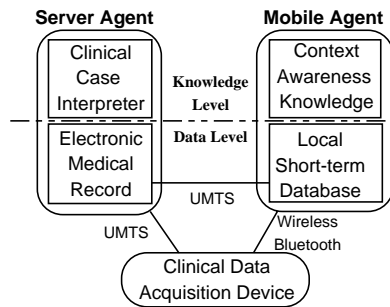 Server Agent
Mobile Agent
Clinical
Case
Interpreter
Knowledge
Level
Context
Awareness
Knowledge
Data Level
Electronic
Medical
Record
Local
Short-term
Database
UMTS
UMTS
Wireless
Bluetooth
Clinical Data
Acquisition Device